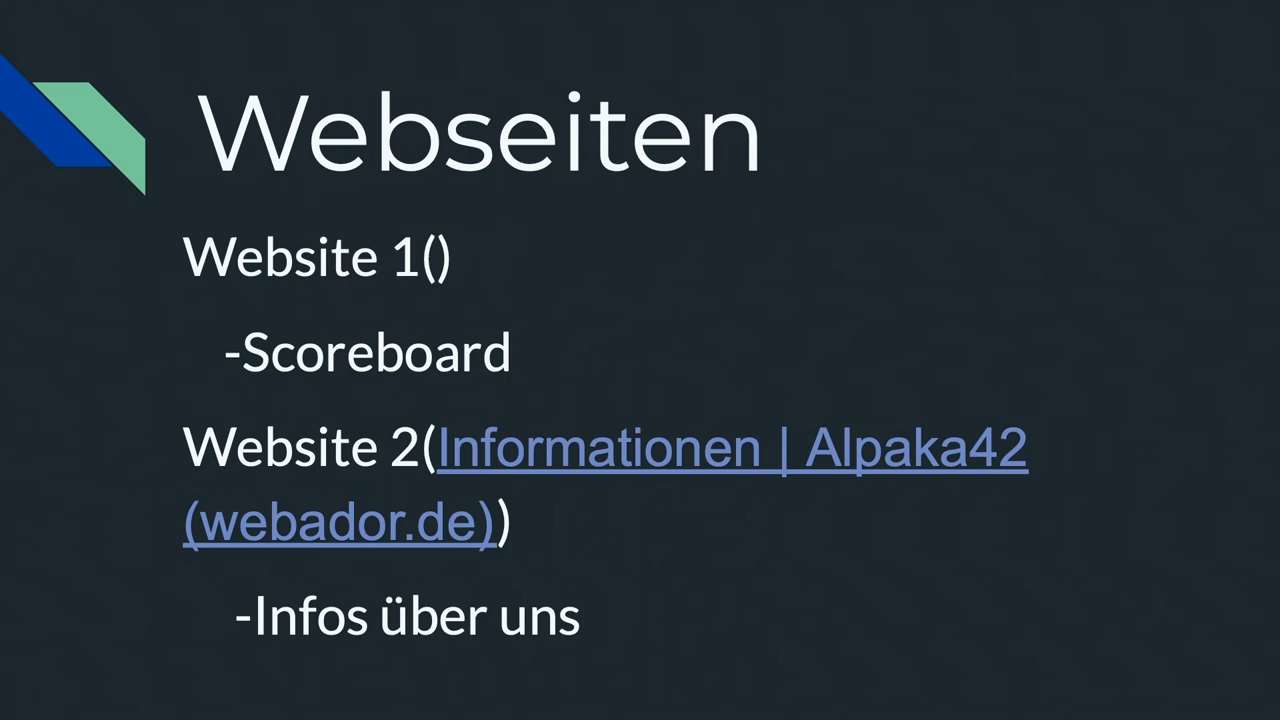 Webseiten
Website 1()
-Scoreboard
Website 2(Informationen | Alpaka42
(webador.de))
-Infos über uns